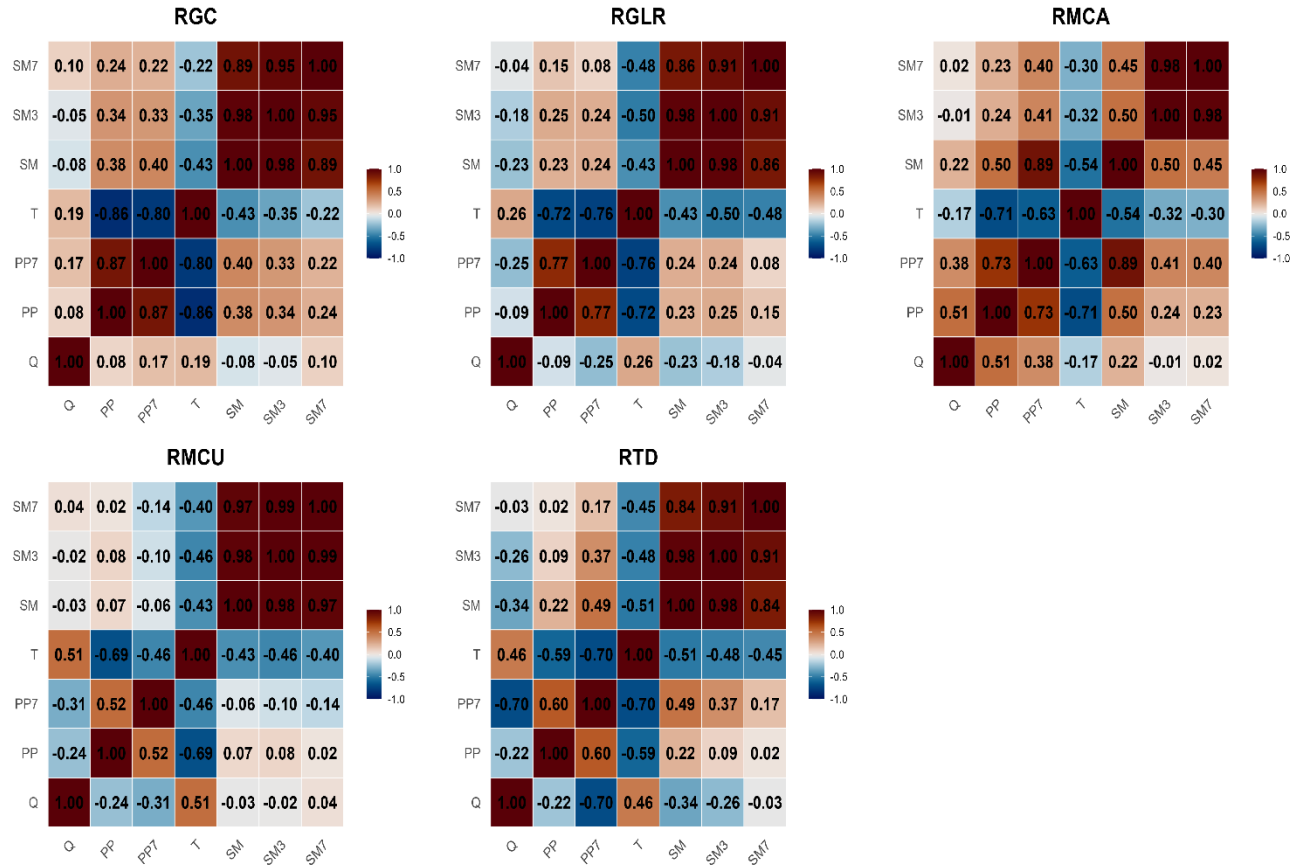 RGC
SM7 0.10 0.24 0.22 -0.22 0.89 0.95 1.00
SM3 -0.05 0.34 0.33 -0.35 0.98 1.00 0.95
SM -0.08 0.38 0.40 -0.43 1.00 0.98 0.89
T 0.19 -0.86 -0.80 1.00 -0.43 -0.35 -0.22
PP7 0.17 0.87 1.00 -0.80 0.40 0.33 0.22
PP 0.08 1.00 0.87 -0.86 0.38 0.34 0.24
Q 1.00 0.08 0.17 0.19 -0.08 -0.05 0.10
Q PP PP7 T SM SM3 SM7
1.0
0.5
0.0
-0.5
-1.0
RGLR
SM7 -0.04 0.15 0.08 -0.48 0.86 0.91 1.00
SM3 -0.18 0.25 0.24 -0.50 0.98 1.00 0.91
SM -0.23 0.23 0.24 -0.43 1.00 0.98 0.86
T 0.26 -0.72 -0.76 1.00 -0.43 -0.50 -0.48
PP7 -0.25 0.77 1.00 -0.76 0.24 0.24 0.08
PP -0.09 1.00 0.77 -0.72 0.23 0.25 0.15
Q 1.00 -0.09 -0.25 0.26 -0.23 -0.18 -0.04
Q PP PP7 T SM SM3 SM7
1.0
0.5
0.0
-0.5
-1.0
RMCA
SM7 0.02 0.23 0.40 -0.30 0.45 0.98 1.00
SM3 -0.01 0.24 0.41 -0.32 0.50 1.00 0.98
SM 0.22 0.50 0.89 -0.54 1.00 0.50 0.45
T -0.17 -0.71 -0.63 1.00 -0.54 -0.32 -0.30
PP7 0.38 0.73 1.00 -0.63 0.89 0.41 0.40
PP 0.51 1.00 0.73 -0.71 0.50 0.24 0.23
Q 1.00 0.51 0.38 -0.17 0.22 -0.01 0.02
Q PP PP7 T SM SM3 SM7
1.0
0.5
0.0
-0.5
-1.0
RMCU
SM7 0.04 0.02 -0.14 -0.40 0.97 0.99 1.00
SM3 -0.02 0.08 -0.10 -0.46 0.98 1.00 0.99
SM -0.03 0.07 -0.06 -0.43 1.00 0.98 0.97
T 0.51 -0.69 -0.46 1.00 -0.43 -0.46 -0.40
PP7 -0.31 0.52 1.00 -0.46 -0.06 -0.10 -0.14
PP -0.24 1.00 0.52 -0.69 0.07 0.08 0.02
Q 1.00 -0.24 -0.31 0.51 -0.03 -0.02 0.04
Q PP PP7 T SM SM3 SM7
1.0
0.5
0.0
-0.5
-1.0
RTD
SM7 -0.03 0.02 0.17 -0.45 0.84 0.91 1.00
SM3 -0.26 0.09 0.37 -0.48 0.98 1.00 0.91
SM -0.34 0.22 0.49 -0.51 1.00 0.98 0.84
T 0.46 -0.59 -0.70 1.00 -0.51 -0.48 -0.45
PP7 -0.70 0.60 1.00 -0.70 0.49 0.37 0.17
PP -0.22 1.00 0.60 -0.59 0.22 0.09 0.02
Q 1.00 -0.22 -0.70 0.46 -0.34 -0.26 -0.03
Q PP PP7 T SM SM3 SM7
1.0
0.5
0.0
-0.5
-1.0